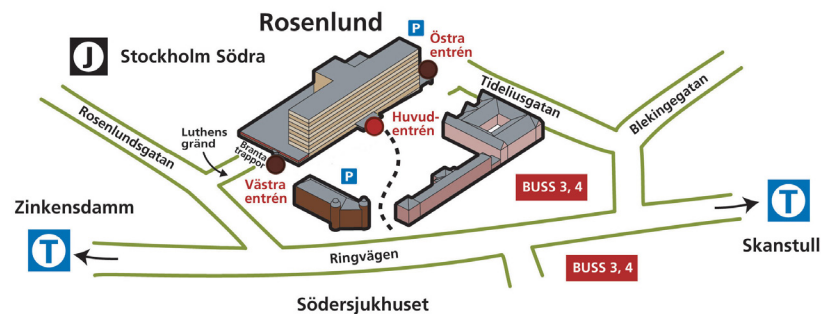 Rosenlund
P
Östra
entrén
J
Stockholm Södra
Tideliusgatan
Blekingegatan
Rosenlundsgatan
Luthens
gränd
Branta
trappor
Huvud-
entrén
Västra
entrén
P
BUSS 3, 4
Zinkensdamm
T
T
Skanstull
Ringvägen
BUSS 3, 4
Södersjukhuset